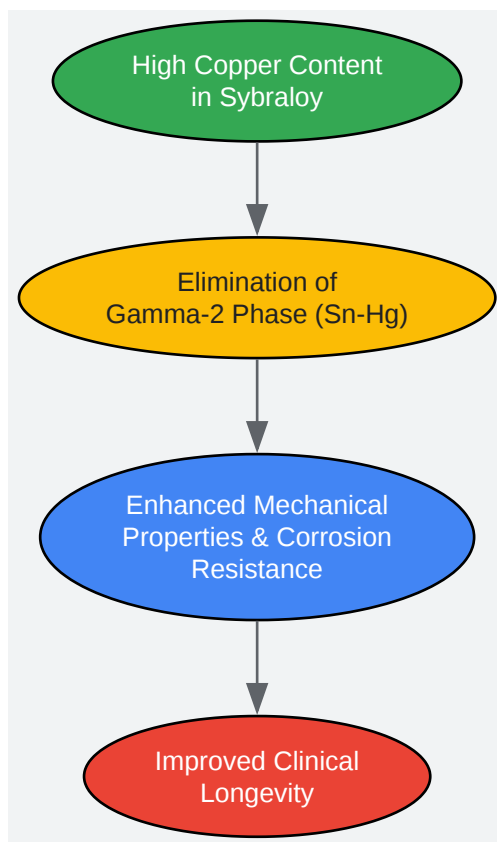 High Copper Content
in Sybraloy
Elimination of
Gamma-2 Phase (Sn-Hg)
Enhanced Mechanical
Properties & Corrosion
Resistance
Improved Clinical
Longevity